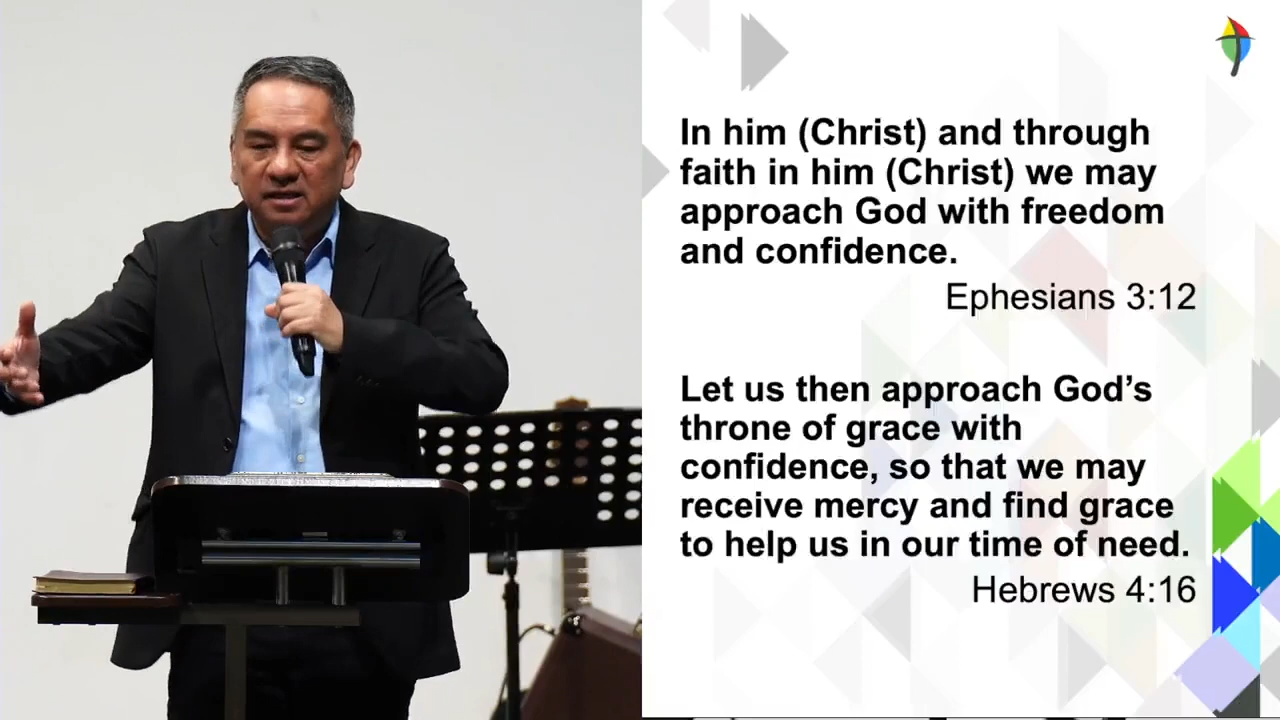 In him (Christ) and through
faith in him (Christ) we may
approach God with freedom
and confidence.
Ephesians 3:12
Let us then approach God’s
throne of grace with
confidence, so that we may
receive mercy and find grace
to help us in our time of need.
Hebrews 4:16